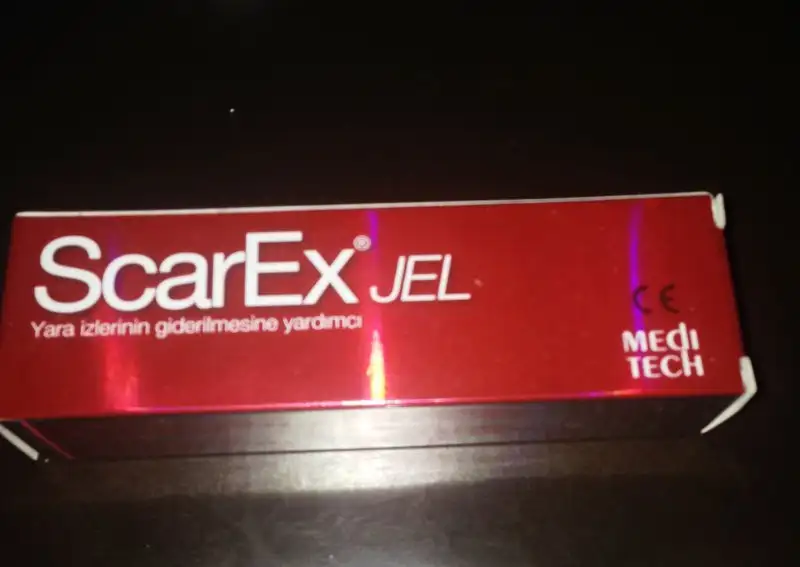 ScarEx® JEL
Yara izlerinin giderilmesine yardımcı
CE
MEDİ
TECH